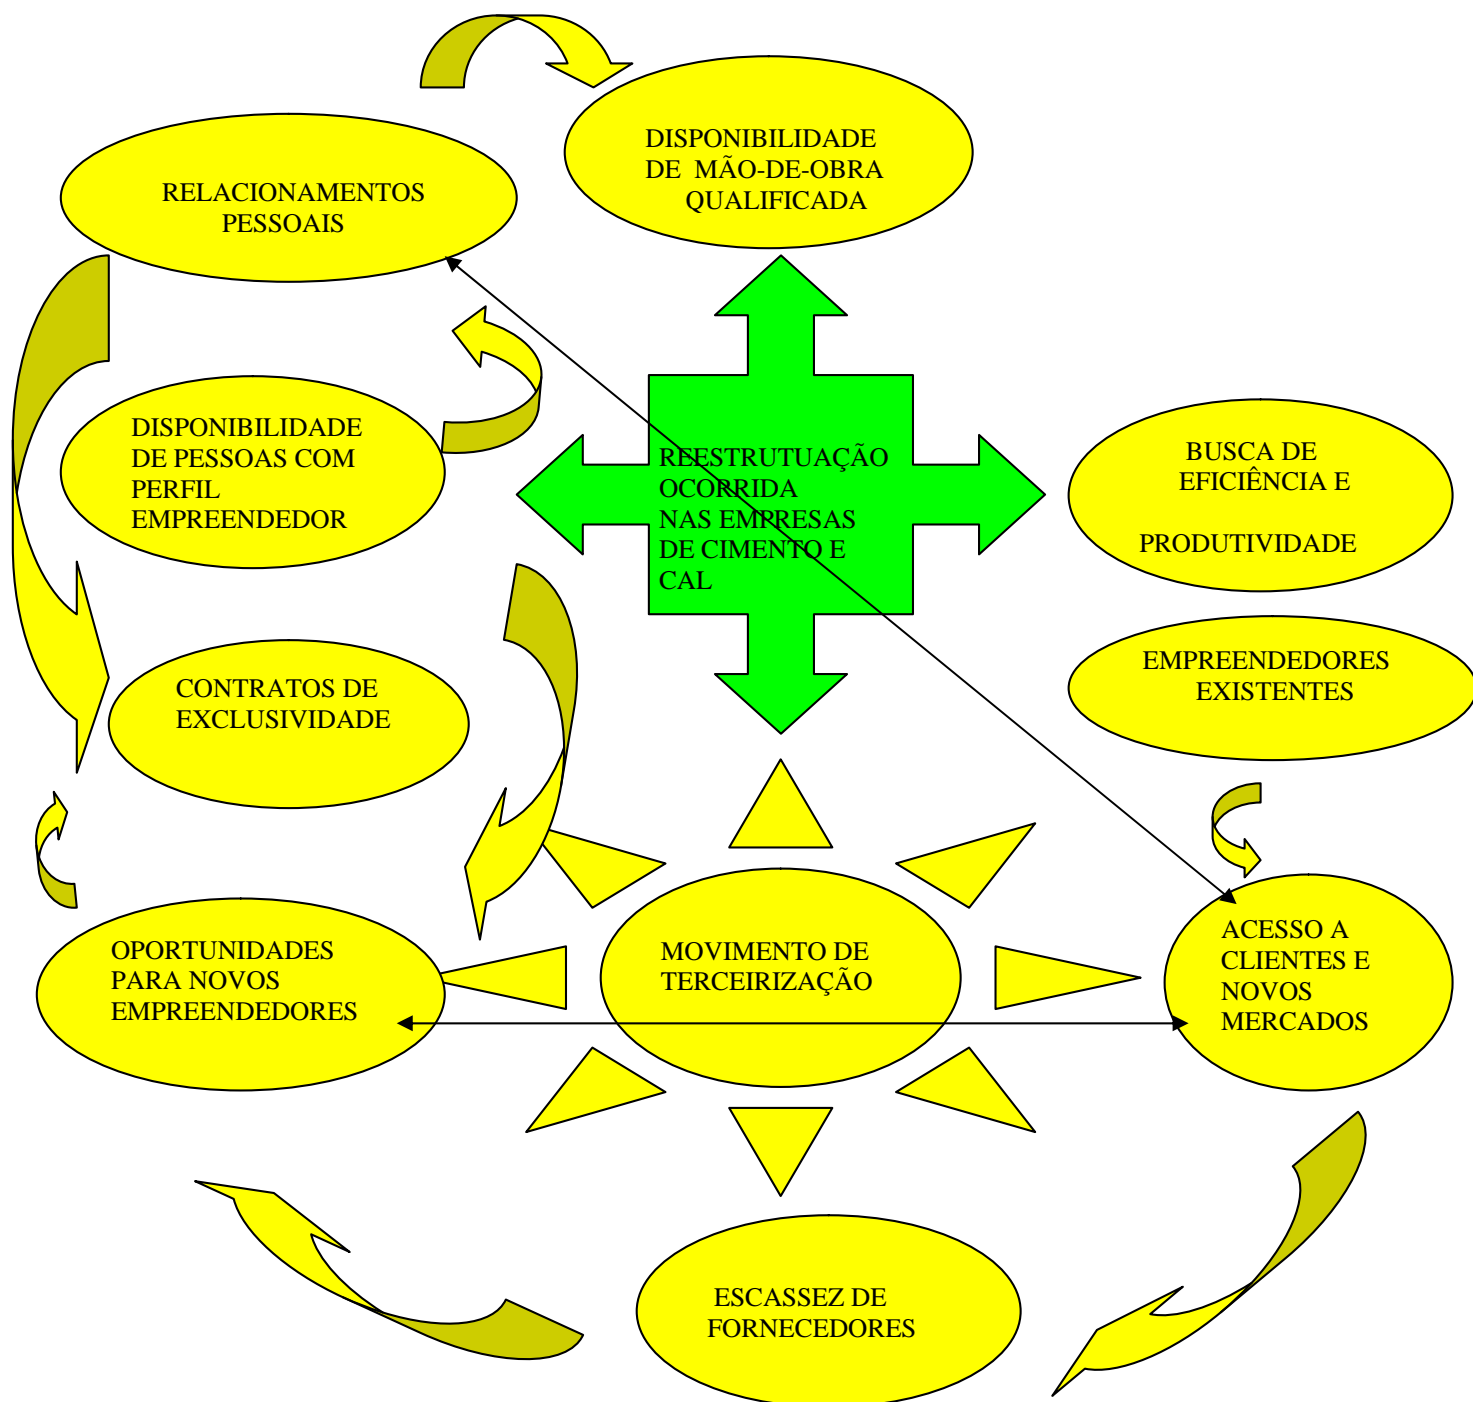 DISPONIBILIDADE
DE MÃO-DE-OBRA
QUALIFICADA
RELACIONAMENTOS
PESSOAIS
DISPONIBILIDADE
DE PESSOAS COM
PERFIL
EMPREENDEDOR
REESTRUTUAÇÃO
OCORRIDA
NAS EMPRESAS
DE CIMENTO E
CAL
BUSCA DE
EFICIÊNCIA E
PRODUTIVIDADE
EMPREENDEDORES
EXISTENTES
CONTRATOS DE
EXCLUSIVIDADE
OPORTUNIDADES
PARA NOVOS
EMPREENDEDORES
MOVIMENTO DE
TERCEIRIZAÇÃO
ACESSO A
CLIENTES E
NOVOS
MERCADOS
ESCASSEZ DE
FORNECEDORES